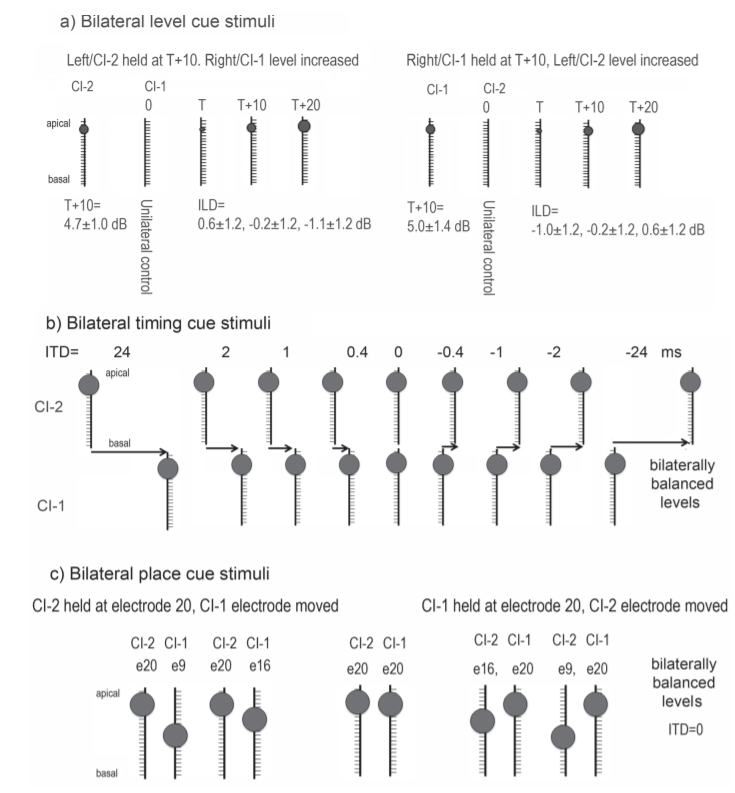 a) Bilateral level cue stimuli
Left/CI-2 held at T+10. Right/CI-1 level increased
Right/CI-1 held at T+10, Left/CI-2 level increased
CI-2 CI-1
0 T T+10 T+20
apical
basal
T+10=
4.7±1.0 dB
Unilateral control
ILD=
0.6±1.2, -0.2±1.2, -1.1±1.2 dB
CI-1 CI-2
0 T T+10 T+20
T+10=
5.0±1.4 dB
Unilateral control
ILD=
-1.0±1.2, -0.2±1.2, 0.6±1.2 dB
b) Bilateral timing cue stimuli
ITD= 24 2 1 0.4 0 -0.4 -1 -2 -24 ms
apical
CI-2
basal
CI-1
bilaterally
balanced
levels
c) Bilateral place cue stimuli
CI-2 held at electrode 20, CI-1 electrode moved
CI-1 held at electrode 20, CI-2 electrode moved
CI-2 CI-1 CI-2 CI-1 CI-2 CI-1 CI-2 CI-1 CI-2 CI-1
e20 e9 e20 e16 e20 e20 e16, e20 e9, e20
apical
basal
bilaterally
balanced
levels
ITD=0